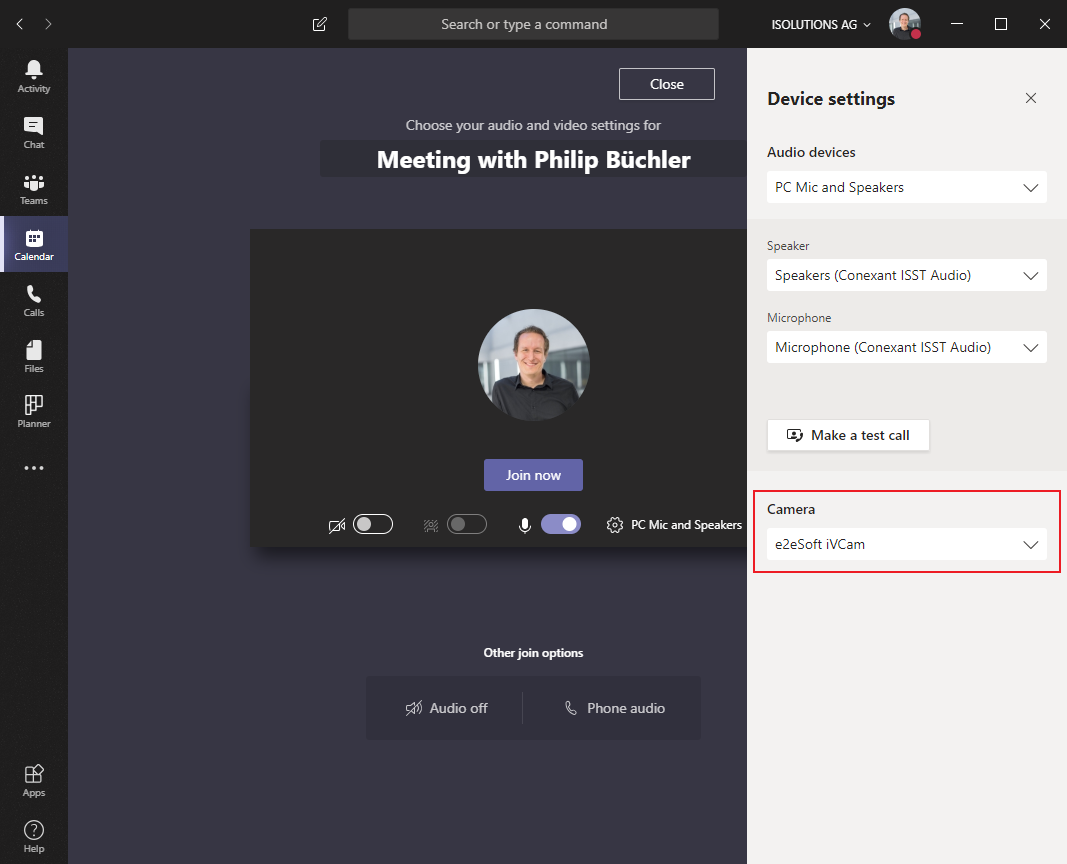 Search or type a command
ISOLUTIONS AG
Activity
Chat
Teams
Calendar
Calls
Files
Planner
Apps
Help
Close
Choose your audio and video settings for
Meeting with Philip Büchler
Join now
PC Mic and Speakers
Other join options
Audio off
Phone audio
Device settings
Audio devices
PC Mic and Speakers
Speaker
Speakers (Conexant ISST Audio)
Microphone
Microphone (Conexant ISST Audio)
Make a test call
Camera
e2eSoft iVCam